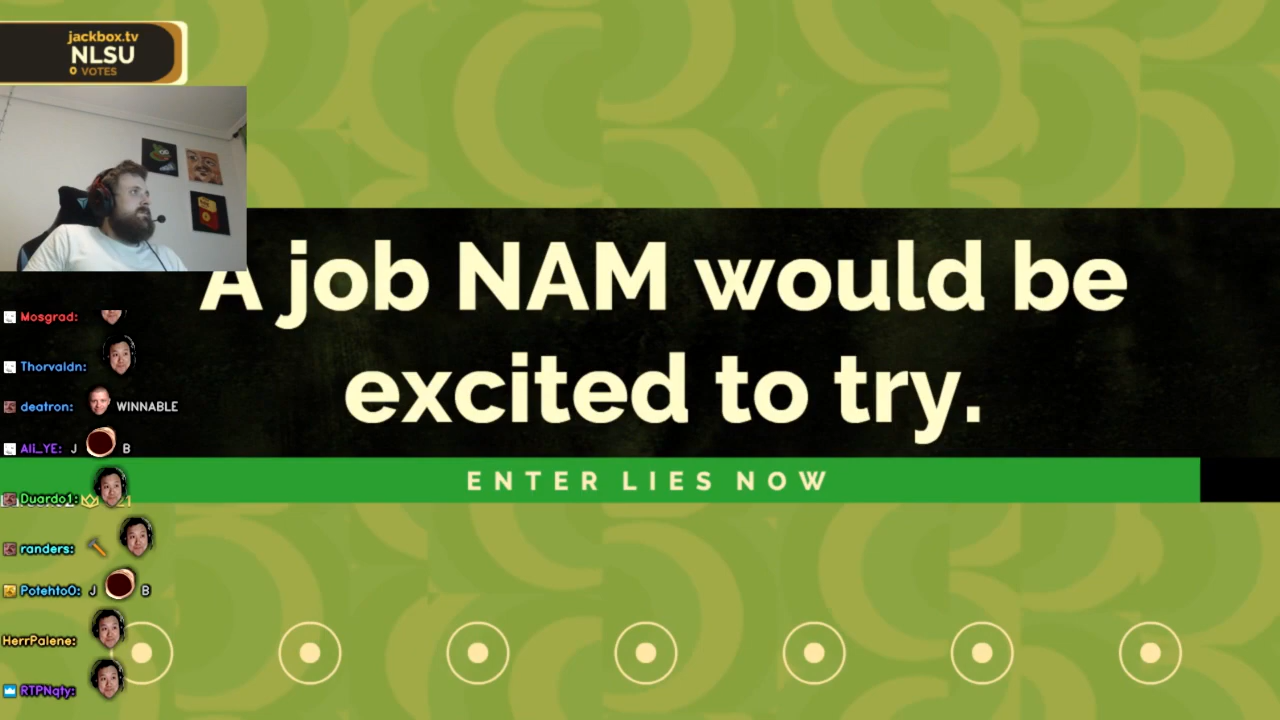 jackbox.tv
NLSU
0 VOTES
A job NAM would be
excited to try.
ENTER LIES NOW
Mosgrad:
Thorvaldn:
deatron: WINNABLE
All_YE: J B
Duardo1:
randers:
PotehtoO: J B
HerrPalene:
RTPNqty: